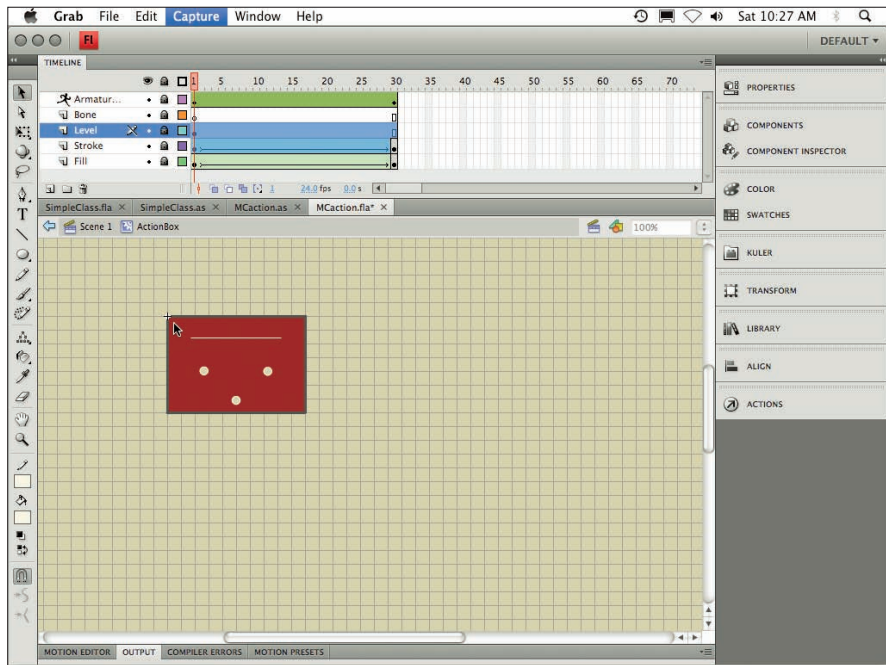 Grab File Edit Capture Window Help Sat 10:27 AM
Fl DEFAULT
TIMELINE
1 5 10 15 20 25 30 35 40 45 50 55 60 65 70
Armatur...
Bone
Level
Stroke
Fill
1 24.0 fps 0.0 s
SimpleClass.fla × SimpleClass.as × MCaction.as × MCaction.fla* ×
Scene 1 ActionBox 100%
T
PROPERTIES
COMPONENTS
COMPONENT INSPECTOR
COLOR
SWATCHES
KULER
TRANSFORM
LIBRARY
ALIGN
ACTIONS
MOTION EDITOR OUTPUT COMPILER ERRORS MOTION PRESETS